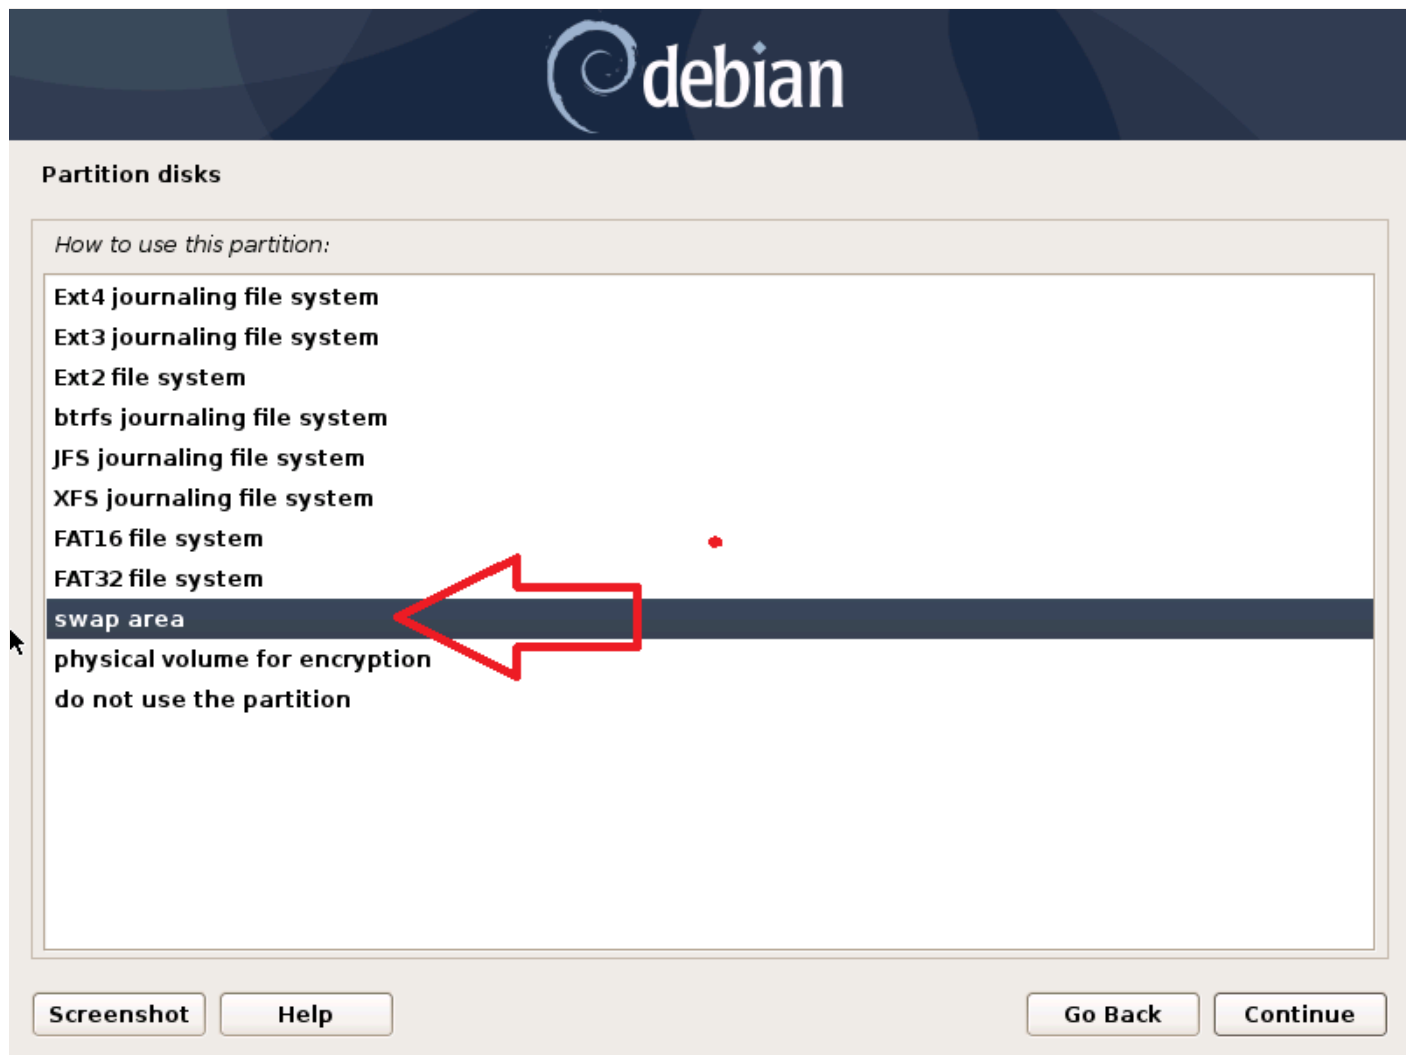 debian
Partition disks
How to use this partition:
Ext4 journaling file system
Ext3 journaling file system
Ext2 file system
btrfs journaling file system
JFS journaling file system
XFS journaling file system
FAT16 file system
FAT32 file system
swap area
physical volume for encryption
do not use the partition
Screenshot Help Go Back Continue